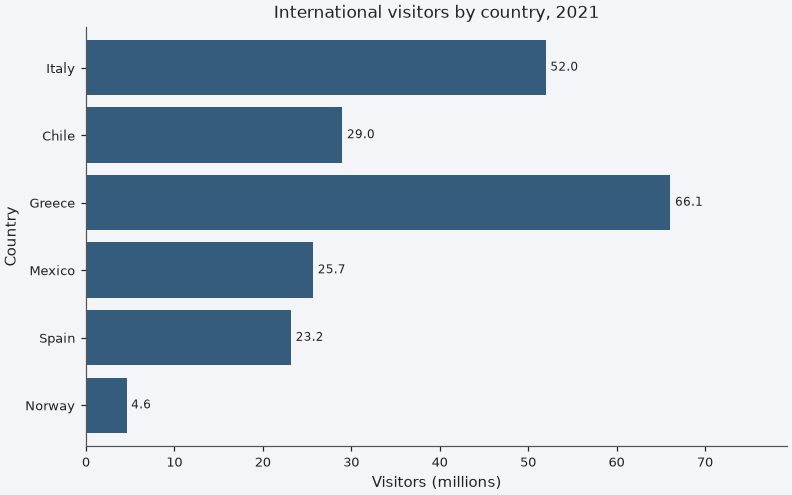 International visitors by country, 2021
Italy 52.0
Chile 29.0
Greece 66.1
Mexico 25.7
Spain 23.2
Norway 4.6
Country
0 10 20 30 40 50 60 70
Visitors (millions)